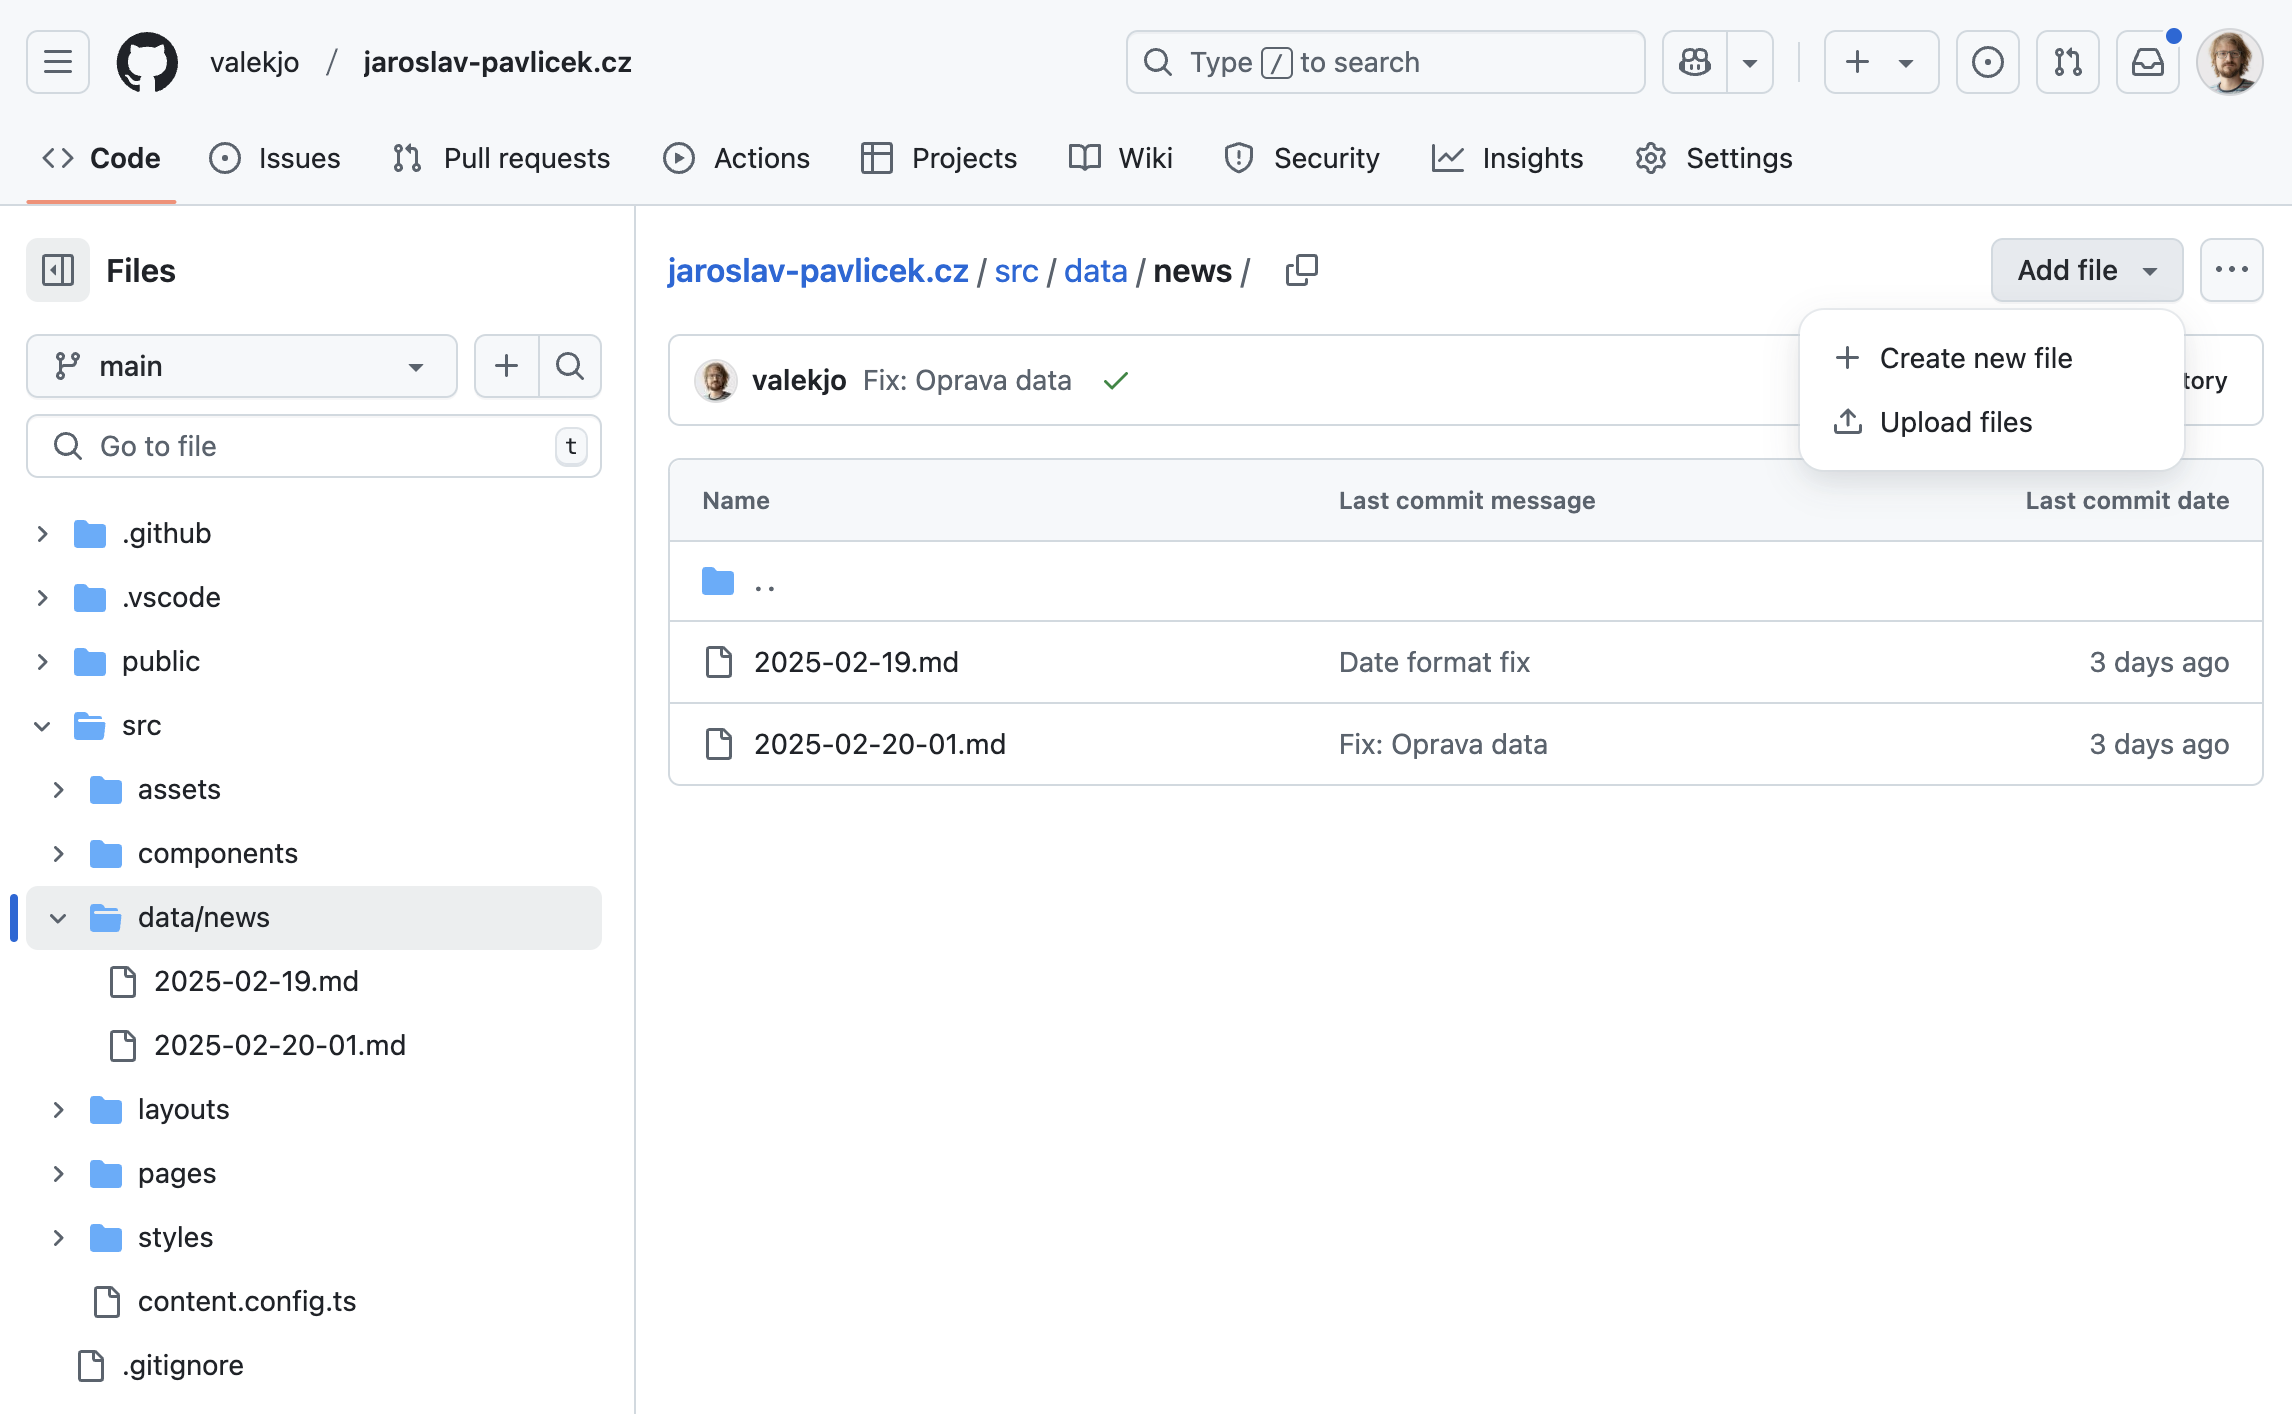 valekjo / jaroslav-pavlicek.cz
Type / to search
Code
Issues
Pull requests
Actions
Projects
Wiki
Security
Insights
Settings
Files
main
Go to file
t
.github
.vscode
public
src
assets
components
data/news
2025-02-19.md
2025-02-20-01.md
layouts
pages
styles
content.config.ts
.gitignore
jaroslav-pavlicek.cz / src / data / news /
Add file
Create new file
Upload files
valekjo Fix: Oprava data
tory
Name Last commit message Last commit date
..
2025-02-19.md Date format fix 3 days ago
2025-02-20-01.md Fix: Oprava data 3 days ago